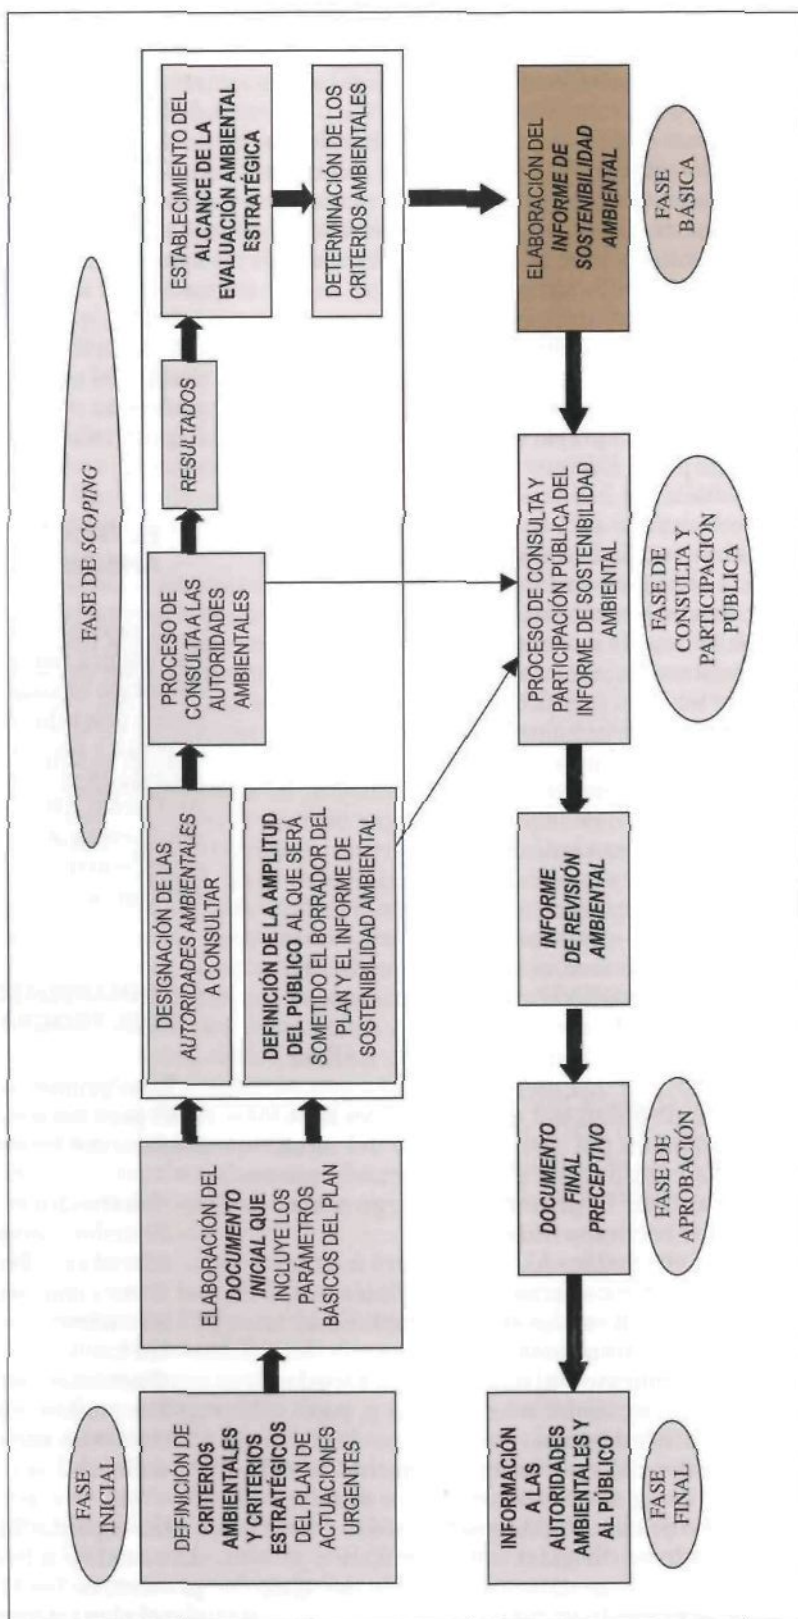 FASE
INICIAL
DEFINICIÓN DE
CRITERIOS
AMBIENTALES
Y CRITERIOS
ESTRATÉGICOS
DEL PLAN DE
ACTUACIONES
URGENTES
ELABORACIÓN DEL
DOCUMENTO
INICIAL QUE
INCLUYE LOS
PARÁMETROS
BÁSICOS DEL PLAN
FASE DE SCOPING
DESIGNACIÓN DE LAS
AUTORIDADES AMBIENTALES
A CONSULTAR
DEFINICIÓN DE LA AMPLITUD
DEL PÚBLICO AL QUE SERÁ
SOMETIDO EL BORRADOR DEL
PLAN Y EL INFORME DE
SOSTENIBILIDAD AMBIENTAL
PROCESO DE
CONSULTA A LAS
AUTORIDADES
AMBIENTALES
RESULTADOS
ESTABLECIMIENTO DEL
ALCANCE DE LA
EVALUACIÓN AMBIENTAL
ESTRATÉGICA
DETERMINACIÓN DE LOS
CRITERIOS AMBIENTALES
ELABORACIÓN DEL
INFORME DE
SOSTENIBILIDAD
AMBIENTAL
FASE
BÁSICA
PROCESO DE CONSULTA Y
PARTICIPACIÓN PÚBLICA DEL
INFORME DE SOSTENIBILIDAD
AMBIENTAL
FASE DE
CONSULTA Y
PARTICIPACIÓN
PÚBLICA
INFORME
DE REVISIÓN
AMBIENTAL
DOCUMENTO
FINAL
PRECEPTIVO
FASE DE
APROBACIÓN
INFORMACIÓN
A LAS
AUTORIDADES
AMBIENTALES Y
AL PÚBLICO
FASE
FINAL